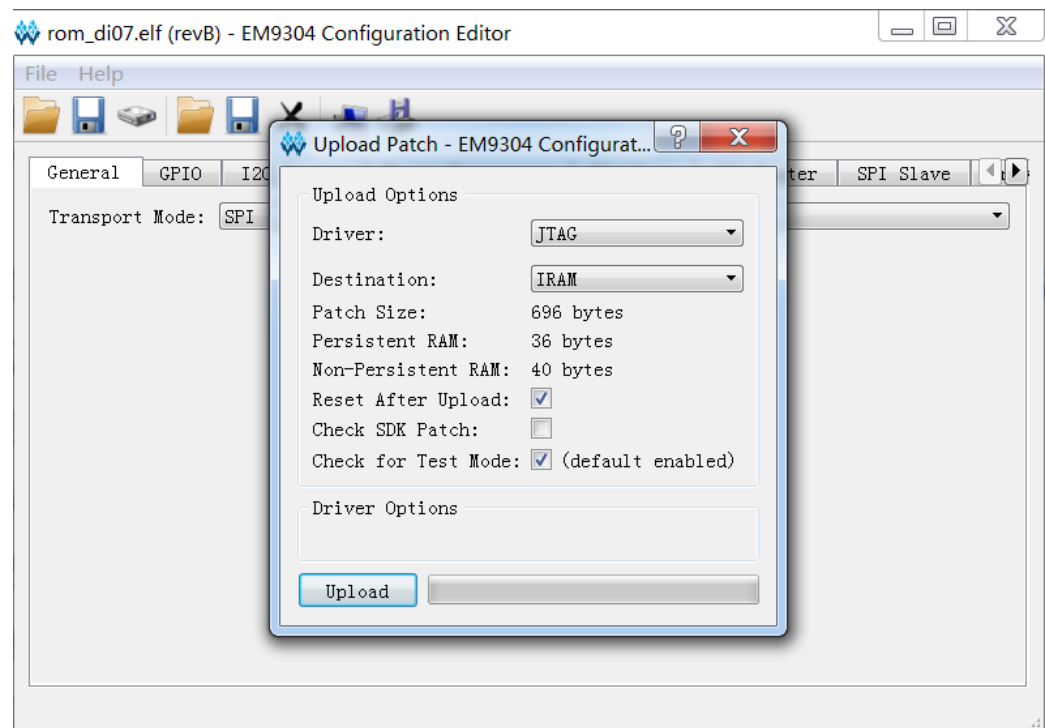 rom_di07.elf (revB) - EM9304 Configuration Editor
File Help
Upload Patch - EM9304 Configurat...
General GPIO I2C SPI Slave
Transport Mode: SPI
Upload Options
Driver: JTAG
Destination: IRAM
Patch Size: 696 bytes
Persistent RAM: 36 bytes
Non-Persistent RAM: 40 bytes
Reset After Upload:
Check SDK Patch:
Check for Test Mode: (default enabled)
Driver Options
Upload